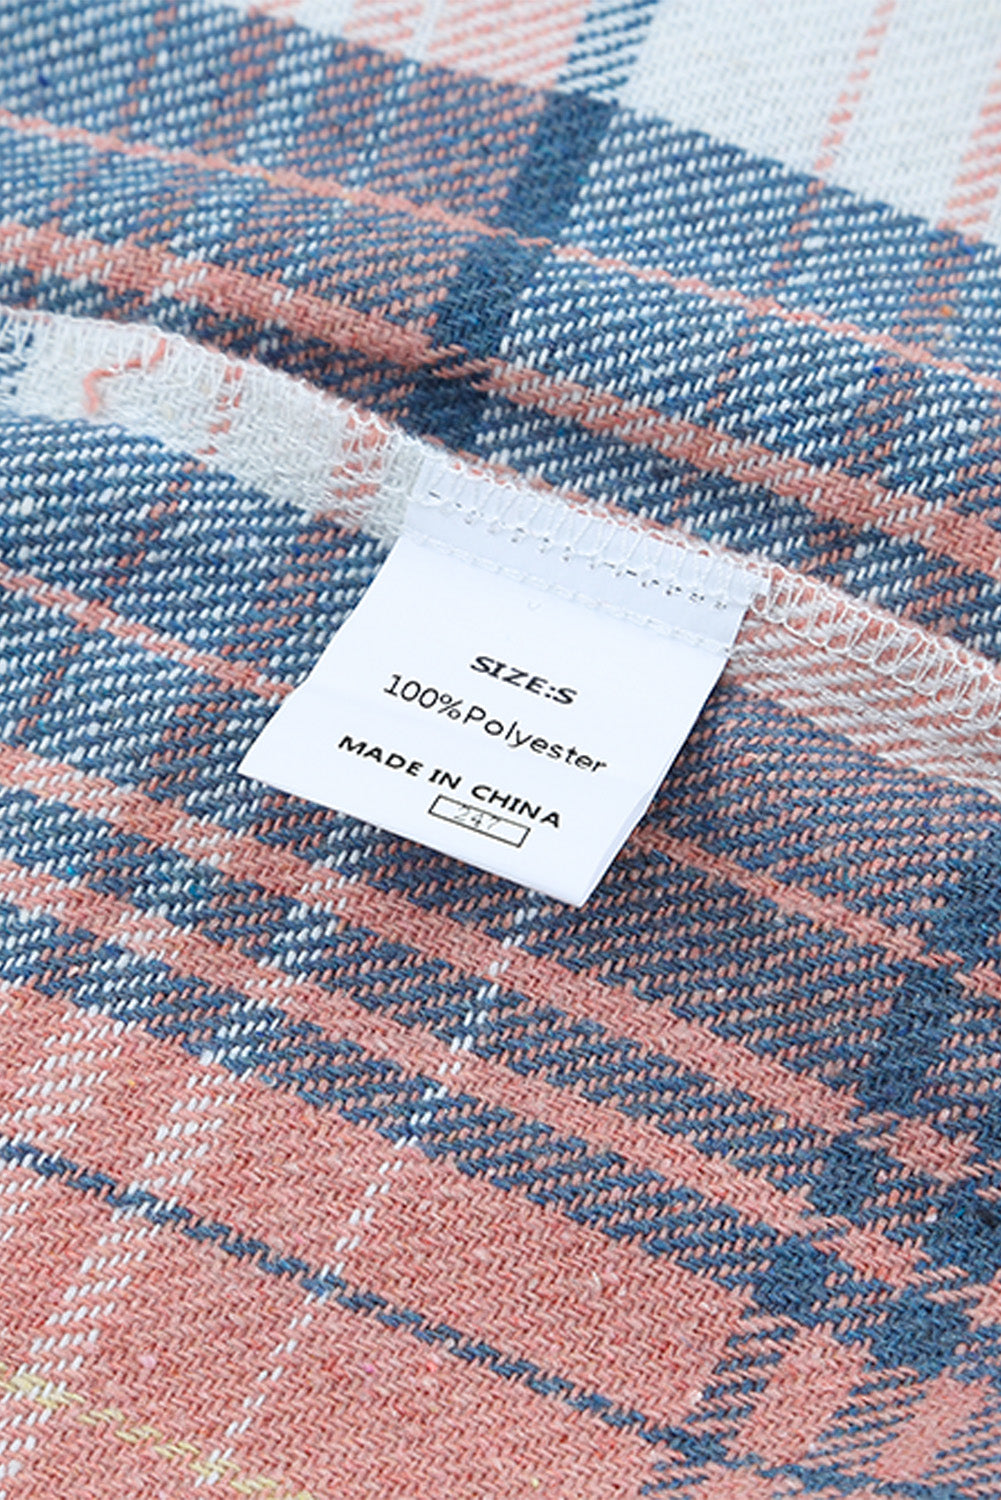 SIZE:S
100%Polyester
MADE IN CHINA
247